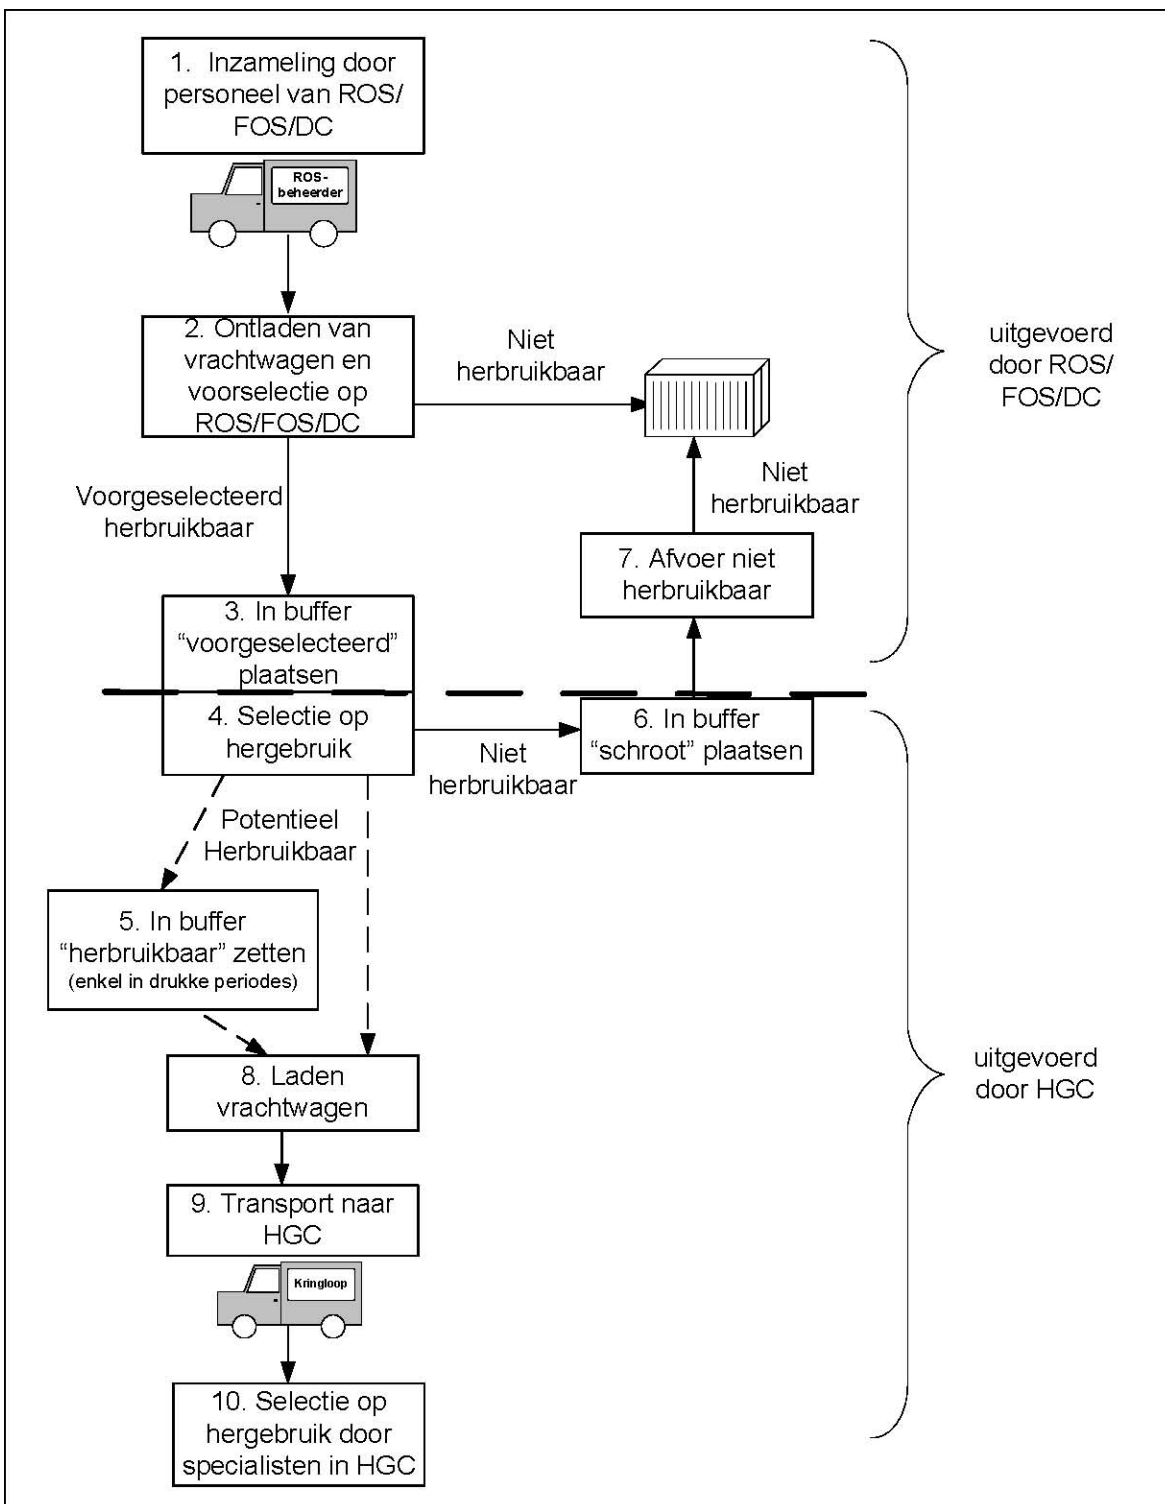 1. Inzameling door
personeel van ROS/
FOS/DC
ROS-
beheerder
2. Ontladen van
vrachtwagen en
voorselectie op
ROS/FOS/DC
Niet
herbruikbaar
uitgevoerd
door ROS/
FOS/DC
Voorgeselecteerd
herbruikbaar
Niet
herbruikbaar
7. Afvoer niet
herbruikbaar
3. In buffer
“voorgeselecteerd”
plaatsen
4. Selectie op
hergebruik
Niet
herbruikbaar
6. In buffer
“schroot” plaatsen
Potentieel
Herbruikbaar
5. In buffer
“herbruikbaar” zetten
(enkel in drukke periodes)
8. Laden
vrachtwagen
uitgevoerd
door HGC
9. Transport naar
HGC
Kringloop
10. Selectie op
hergebruik door
specialisten in HGC